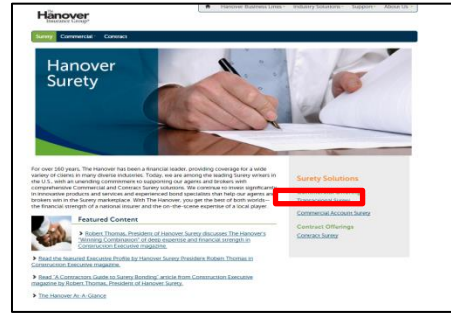 Hanover Business Lines Industry Solutions Support About Us
The
Hanover
Insurance Group®
Surety Commercial Contract
Hanover
Surety
For over 160 years, The Hanover has been a financial leader, providing coverage for a wide
variety of clients in many diverse industries. Today, we are among the leading Surety writers in
the U.S., with an unending commitment to supporting our agents and brokers with
comprehensive Commercial and Contract Surety solutions. We continue to invest significantly
in innovative products and services and experienced bond specialists that help our agents and
brokers win in the Surety marketplace. With The Hanover, you get the best of both worlds—
the financial strength of a national insurer and the on-the-scene expertise of a local player.
Featured Content
Robert Thomas, President of Hanover Surety discusses The Hanover's
"Winning Combination" of deep expertise and financial strength in
Construction Executive magazine
Read the featured Executive Profile by Hanover Surety President Robert Thomas in
Construction Executive magazine.
Read "A Contractors Guide to Surety Bonding" article from Construction Executive
magazine by Robert Thomas, President of Hanover Surety.
The Hanover At-A-Glance
Surety Solutions
Transactional Surety
Commercial Account Surety
Contract Offerings
Contract Surety